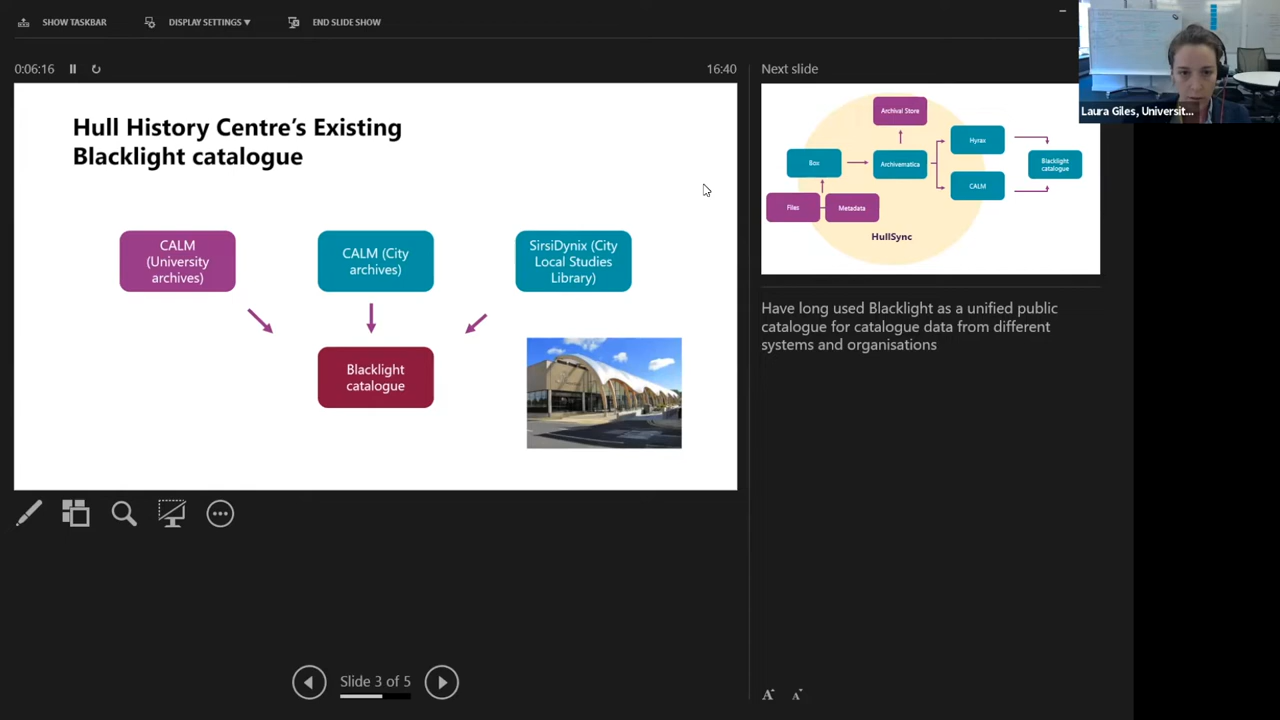 SHOW TASKBAR
DISPLAY SETTINGS ▼
END SLIDE SHOW
0:06:16
16:40
Next slide
Laura Giles, Universit...
Hull History Centre's Existing
Blacklight catalogue
CALM
(University
archives)
CALM (City
archives)
SirsiDynix (City
Local Studies
Library)
Blacklight
catalogue
Archival Store
Hyrax
Box
Archivematica
Blacklight
catalogue
CALM
Files
Metadata
HullSync
Have long used Blacklight as a unified public
catalogue for catalogue data from different
systems and organisations
Slide 3 of 5
A A